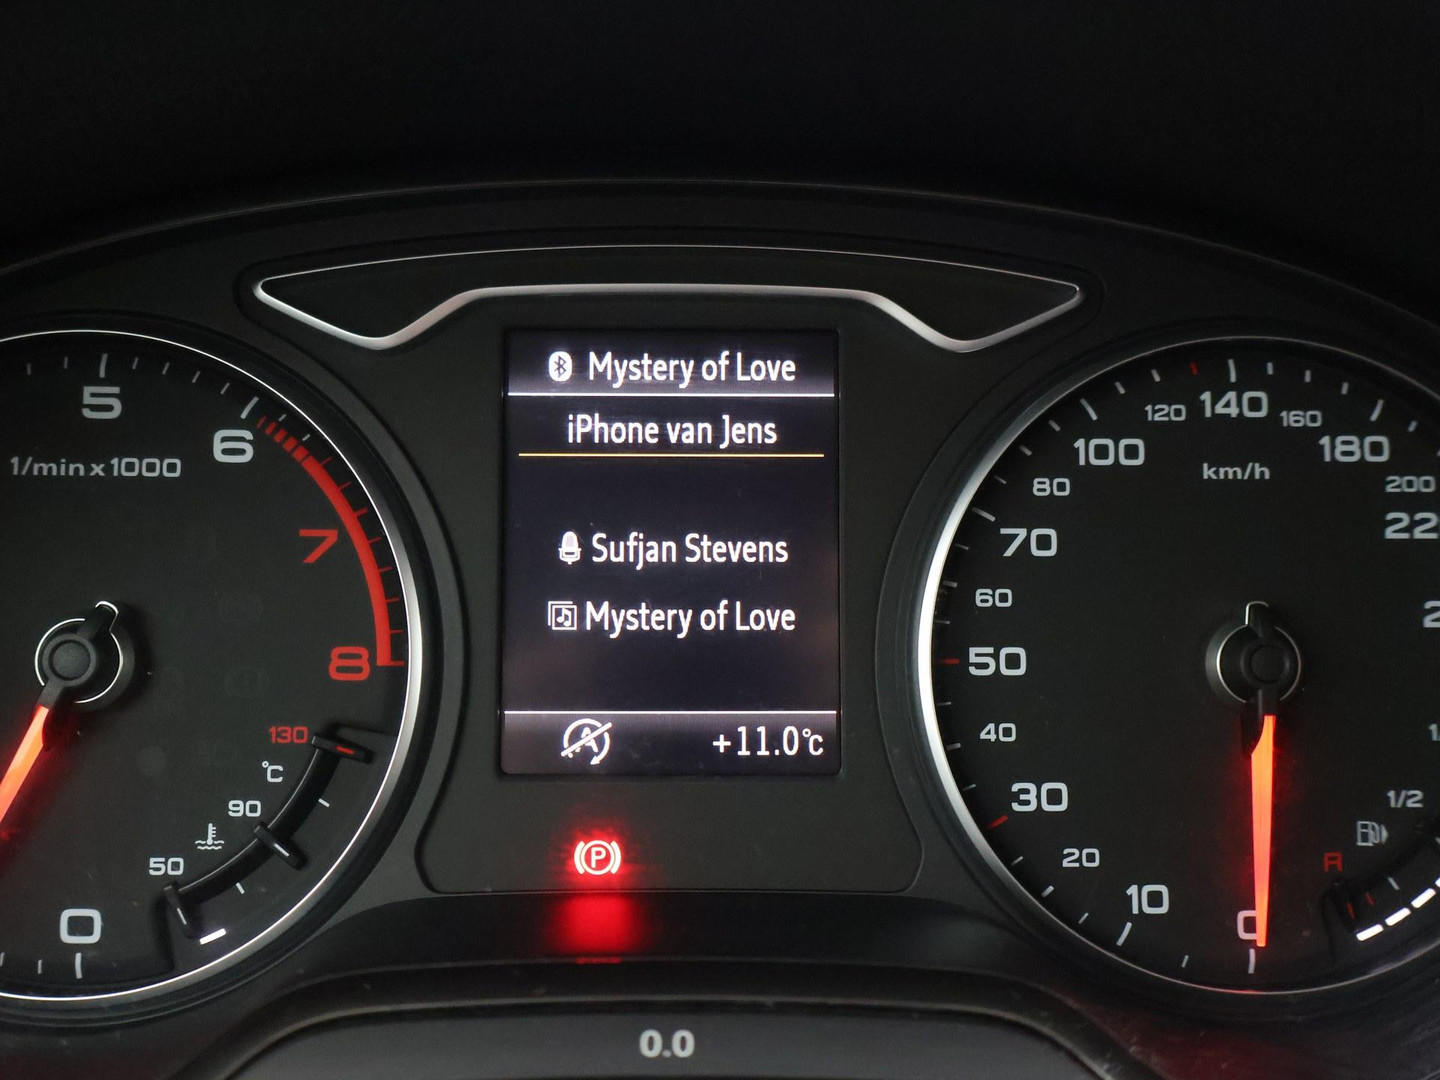 Mystery of Love
iPhone van Jens
Sufjan Stevens
Mystery of Love
+11.0°C
P
5
6
1/min x 1000
7
8
130
°C
90
50
0
120 140 160
100 180
km/h
80 200
70
60
50
40
30
20
10
0
1/2
R
0.0